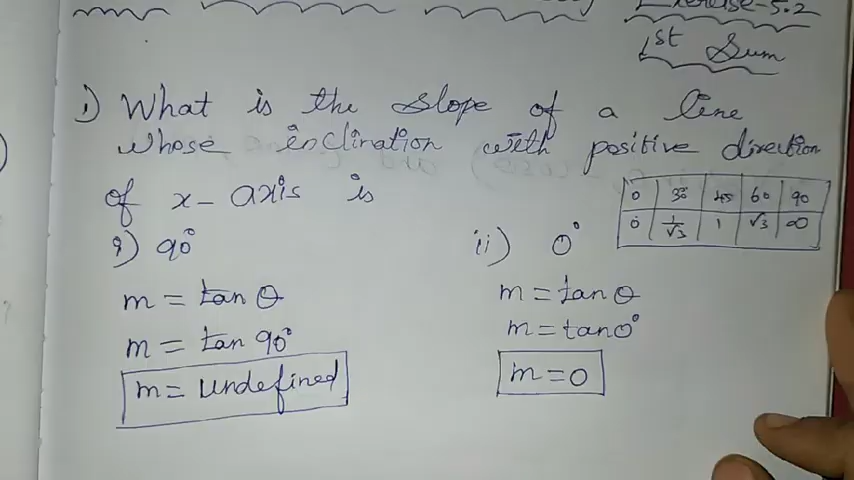 Exercise-5.2
1st Sum
1) What is the slope of a line
whose inclination with positive direction
of x-axis is
0 30° 45 60 90
0 1/√3 1 √3 ∞
i) 90°
m = tan θ
m = tan 90°
m = undefined
ii) 0°
m = tan θ
m = tan 0°
m = 0